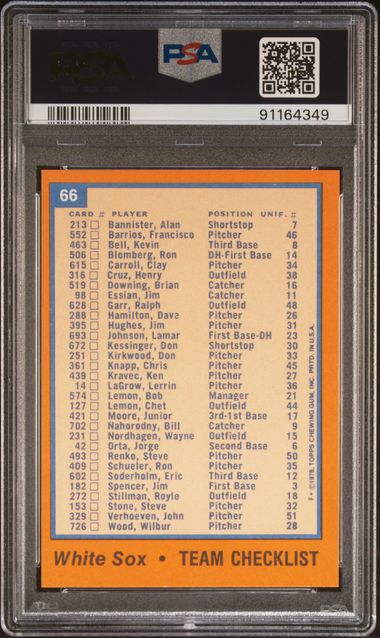 PSA
91164349
66
CARD # PLAYER POSITION UNIF. #
213 Bannister, Alan Shortstop 7
552 Barrios, Francisco Pitcher 46
463 Bell, Kevin Third Base 8
506 Blomberg, Ron DH-First Base 14
615 Carroll, Clay Pitcher 34
316 Cruz, Henry Outfield 38
519 Downing, Brian Catcher 16
98 Essian, Jim Catcher 11
628 Garr, Ralph Outfield 48
288 Hamilton, Dave Pitcher 26
395 Hughes, Jim Pitcher 31
693 Johnson, Lamar First Base-DH 23
672 Kessinger, Don Shortstop 30
251 Kirkwood, Don Pitcher 33
361 Knapp, Chris Pitcher 45
439 Kravec, Ken Pitcher 27
14 LaGrow, Lerrin Pitcher 36
574 Lemon, Bob Manager 21
127 Lemon, Chet Outfield 44
421 Moore, Junior 3rd-1st Base 17
702 Nahorodny, Bill Catcher 9
231 Nordhagen, Wayne Outfield 15
42 Orta, Jorge Second Base 6
493 Renko, Steve Pitcher 50
409 Schueler, Ron Pitcher 35
602 Soderholm, Eric Third Base 12
182 Spencer, Jim First Base 3
272 Stillman, Royle Outfield 18
153 Stone, Steve Pitcher 32
329 Verhoeven, John Pitcher 51
726 Wood, Wilbur Pitcher 28
F* ©1978, TOPPS CHEWING GUM, INC. PRTD. IN U.S.A.
White Sox • TEAM CHECKLIST